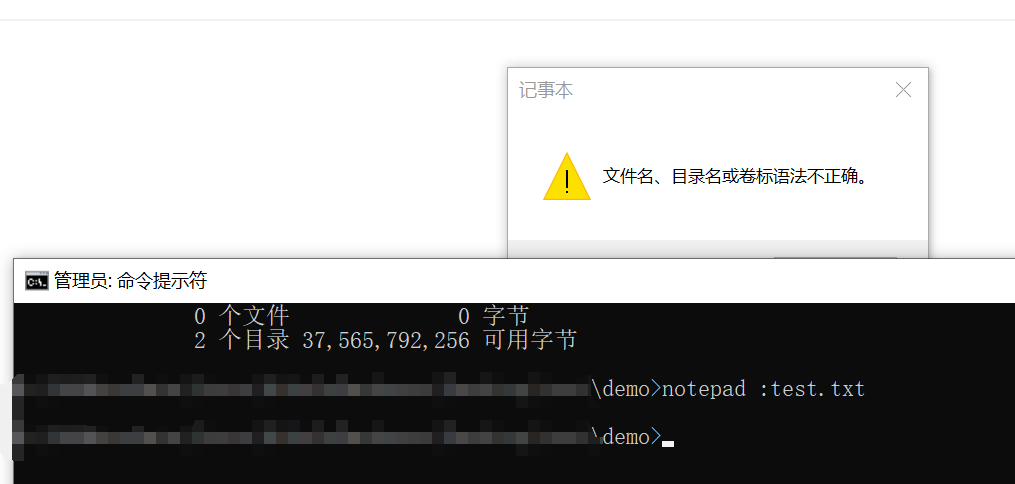 记事本
文件名、目录名或卷标语法不正确。
管理员: 命令提示符
0 个文件 0 字节
2 个目录 37,565,792,256 可用字节
\demo>notepad :test.txt
\demo>